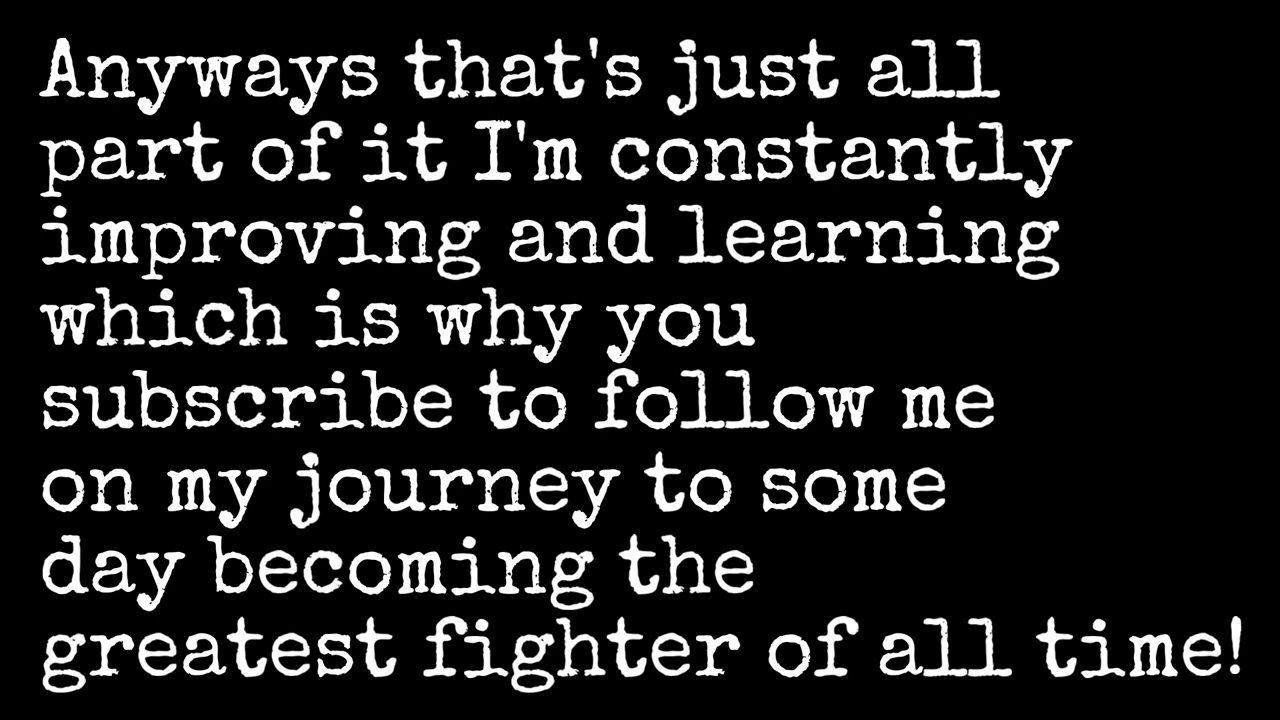 Anyways that's just all
part of it I'm constantly
improving and learning
which is why you
subscribe to follow me
on my journey to some
day becoming the
greatest fighter of all time!